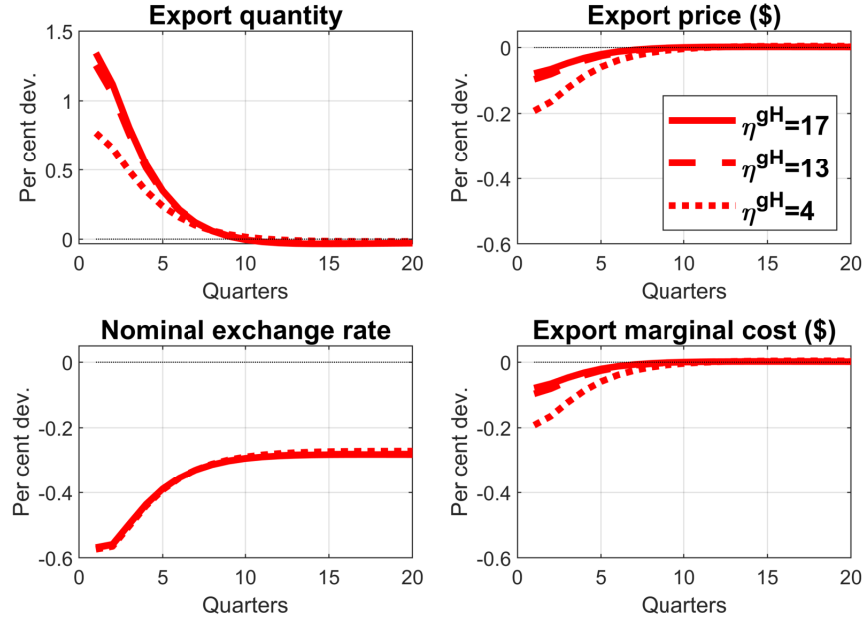 Export quantity
Per cent dev.
1.5
1
0.5
0
0
5
10
15
20
Quarters
Export price ($)
Per cent dev.
0
-0.2
-0.4
-0.6
0
5
10
15
20
Quarters
η^gH=17
η^gH=13
η^gH=4
Nominal exchange rate
Per cent dev.
0
-0.2
-0.4
-0.6
0
5
10
15
20
Quarters
Export marginal cost ($)
Per cent dev.
0
-0.2
-0.4
-0.6
0
5
10
15
20
Quarters